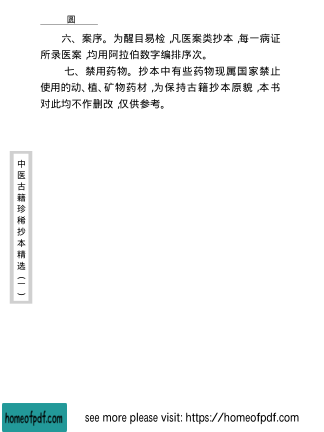 圆
六、案序。为醒目易检,凡医案类抄本,每一病证
所录医案,均用阿拉伯数字编排序次。
七、禁用药物。抄本中有些药物现属国家禁止
使用的动、植、矿物药材,为保持古籍抄本原貌,本书
对此均不作删改,仅供参考。
中医古籍珍稀抄本精选(一)
homeofpdf.com
see more please visit: https://homeofpdf.com